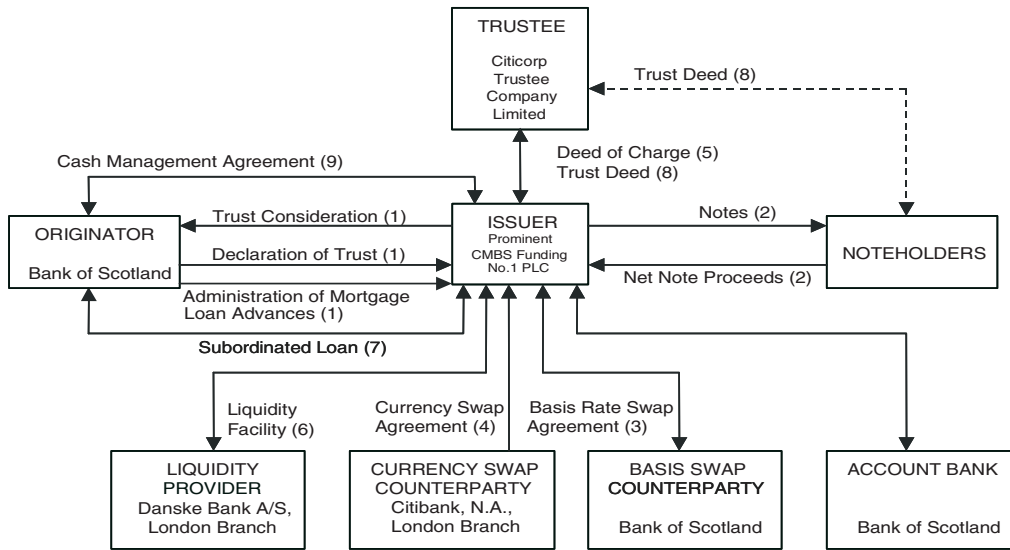 TRUSTEE
Citicorp
Trustee
Company
Limited
Trust Deed (8)
Cash Management Agreement (9)
Deed of Charge (5)
Trust Deed (8)
ORIGINATOR
Bank of Scotland
Trust Consideration (1)
Declaration of Trust (1)
Administration of Mortgage
Loan Advances (1)
Subordinated Loan (7)
ISSUER
Prominent
CMBS Funding
No.1 PLC
Notes (2)
Net Note Proceeds (2)
NOTEHOLDERS
Liquidity
Facility (6)
Currency Swap
Agreement (4)
Basis Rate Swap
Agreement (3)
LIQUIDITY
PROVIDER
Danske Bank A/S,
London Branch
CURRENCY SWAP
COUNTERPARTY
Citibank, N.A.,
London Branch
BASIS SWAP
COUNTERPARTY
Bank of Scotland
ACCOUNT BANK
Bank of Scotland